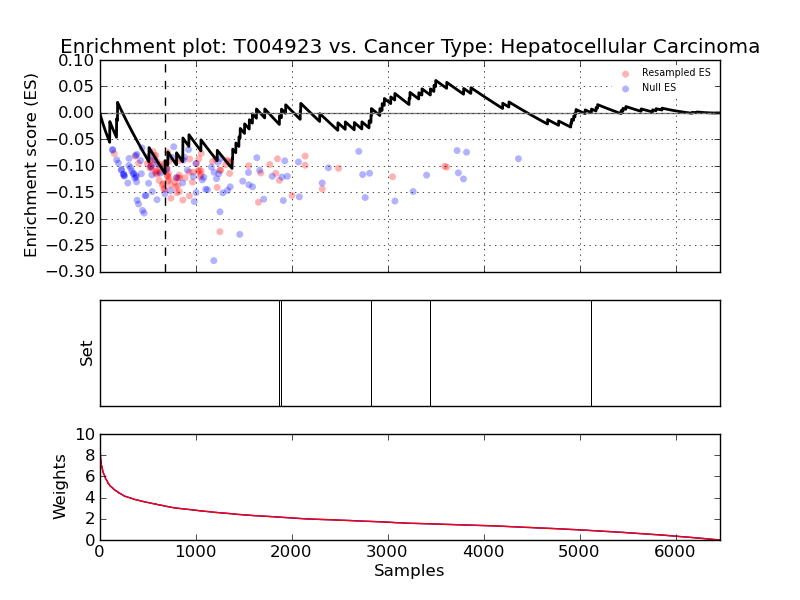 Enrichment plot: T004923 vs. Cancer Type: Hepatocellular Carcinoma
Enrichment score (ES)
0.10
0.05
0.00
−0.05
−0.10
−0.15
−0.20
−0.25
−0.30
Resampled ES
Null ES
Set
Weights
10
8
6
4
2
0
0 1000 2000 3000 4000 5000 6000
Samples